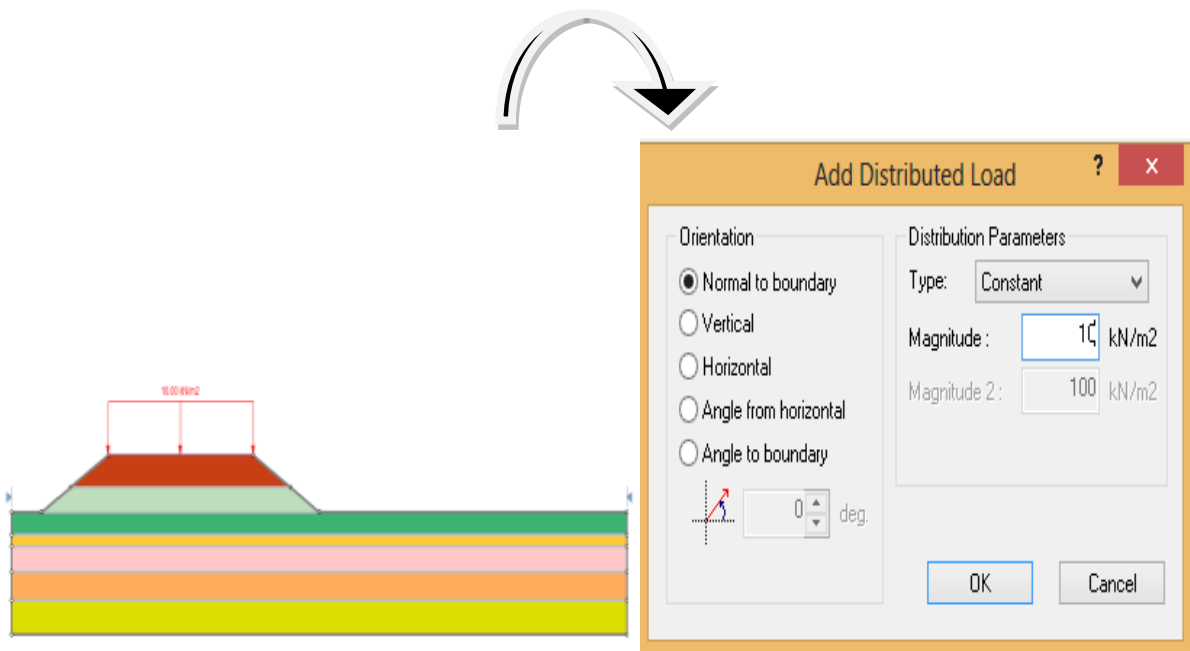 10.00 kN/m2
Add Distributed Load
?
x
Orientation
Normal to boundary
Vertical
Horizontal
Angle from horizontal
Angle to boundary
0 deg.
Distribution Parameters
Type: Constant
Magnitude : 10 kN/m2
Magnitude 2 : 100 kN/m2
OK
Cancel